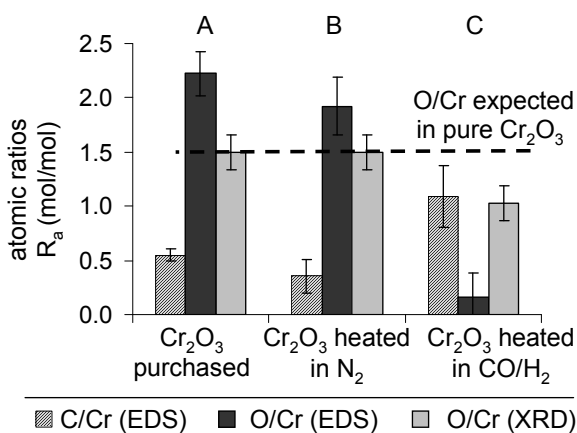 A B C
2.5
2.0
1.5
1.0
0.5
0.0
atomic ratios
Rₐ (mol/mol)
O/Cr expected
in pure Cr₂O₃
Cr₂O₃
purchased
Cr₂O₃ heated
in N₂
Cr₂O₃ heated
in CO/H₂
C/Cr (EDS) O/Cr (EDS) O/Cr (XRD)